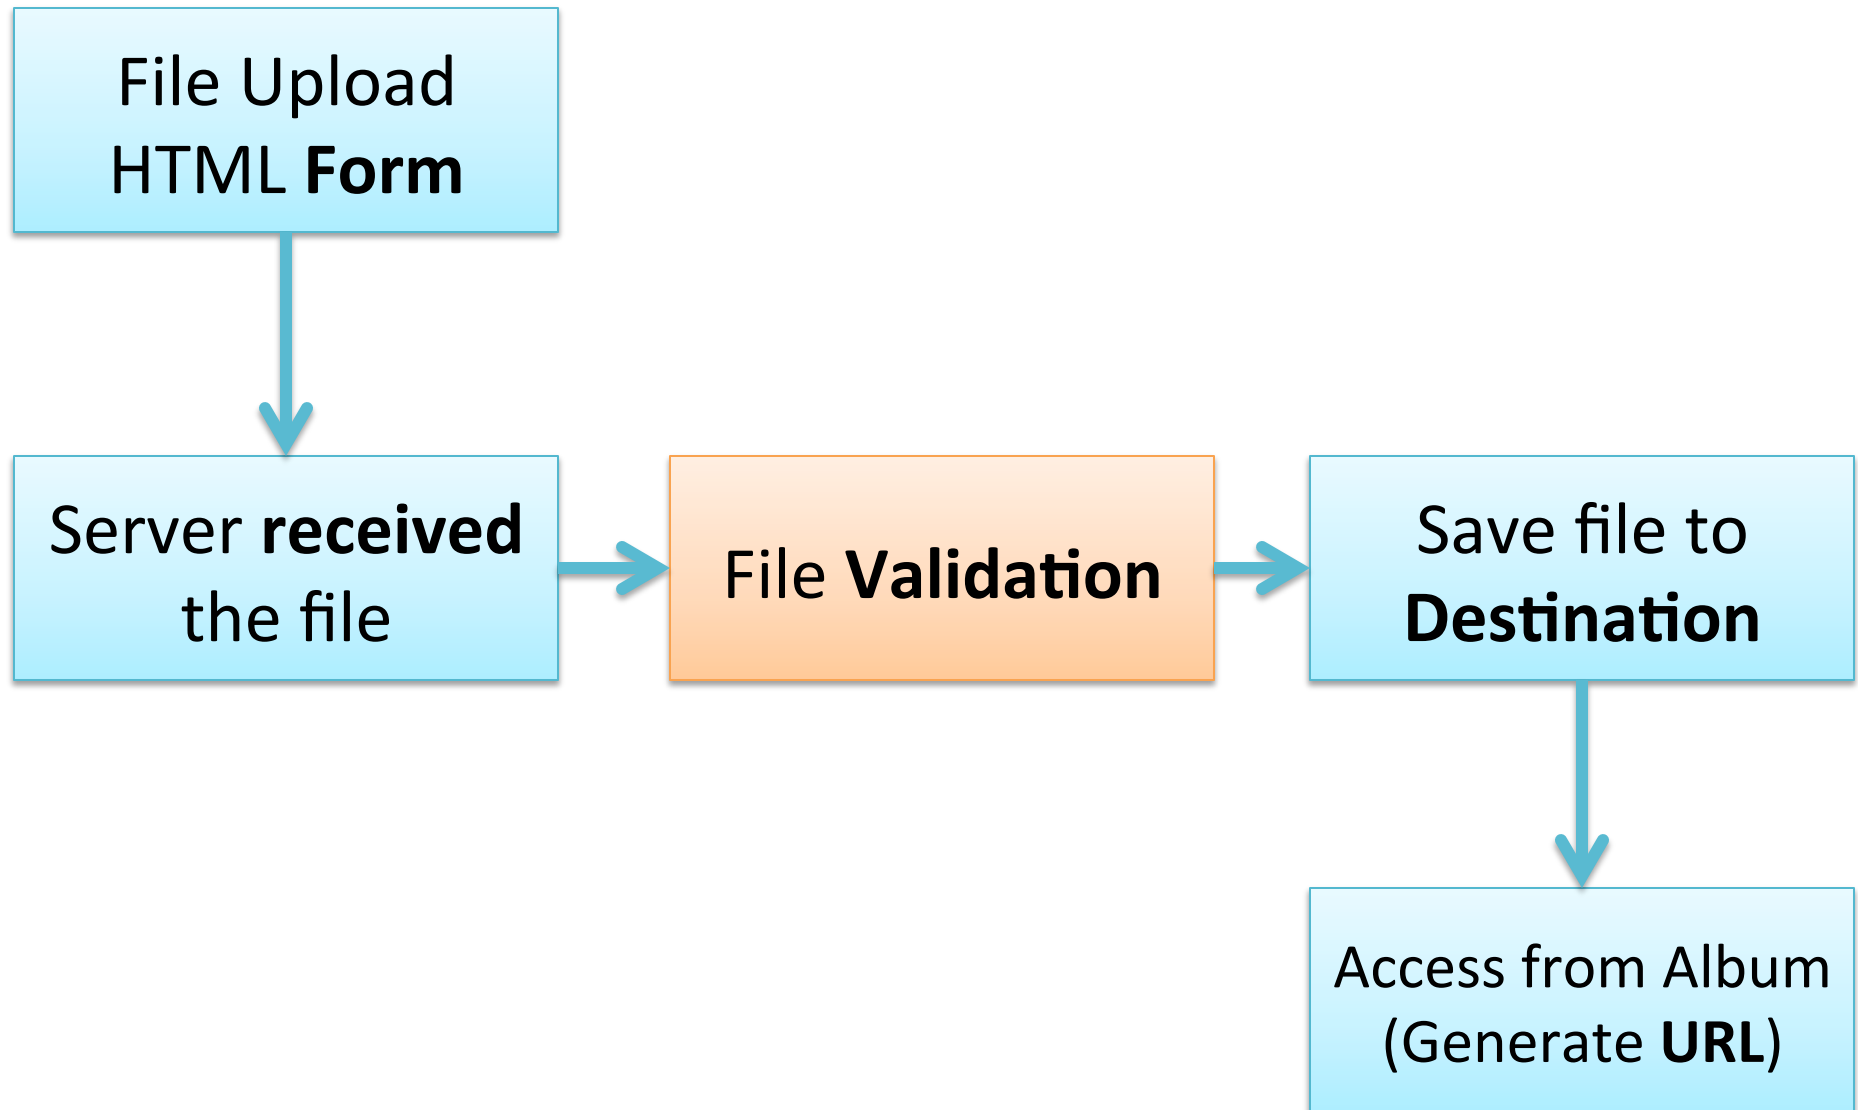 File Upload
HTML Form
Server received
the file
File Validation
Save file to
Destination
Access from Album
(Generate URL)